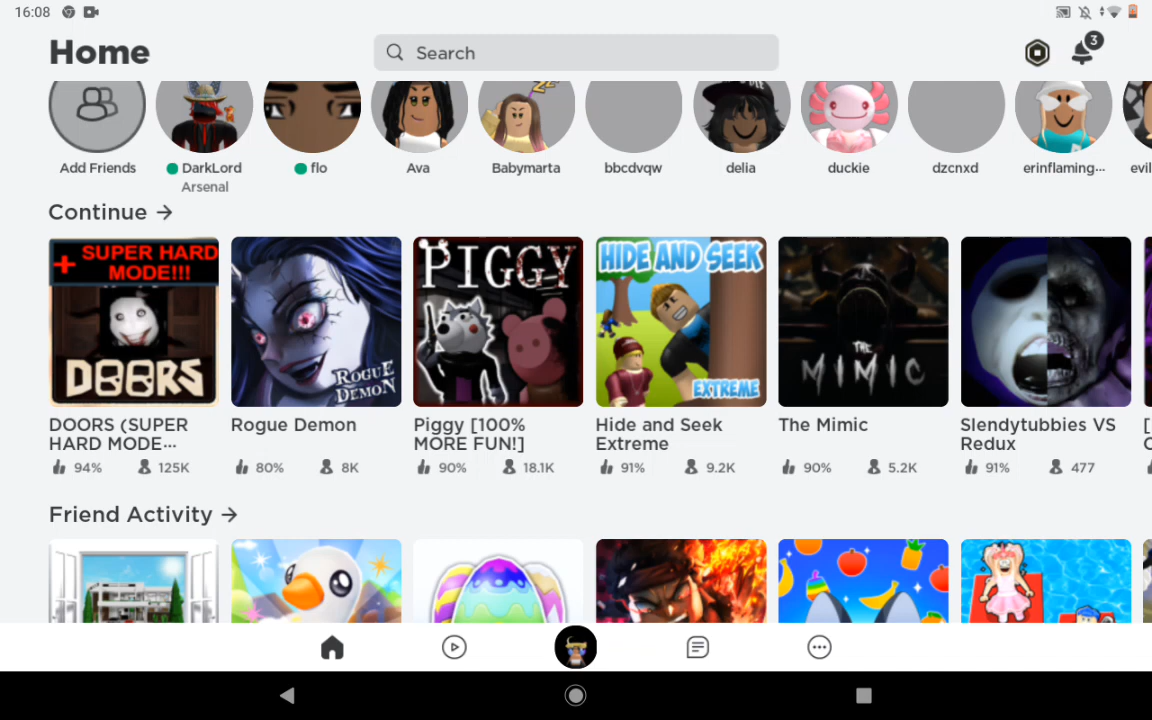 16:08
Home
Search
3
Add Friends
DarkLord
Arsenal
flo
Ava
Babymarta
bbcdvqw
delia
duckie
dzcnxd
erinflaming···
evil
Continue →
+ SUPER HARD
MODE!!!
DOORS
ROGUE
DEMON
PIGGY
HIDE AND SEEK
EXTREME
THE
MIMIC
DOORS (SUPER
HARD MODE···
94% 125K
Rogue Demon
80% 8K
Piggy [100%
MORE FUN!]
90% 18.1K
Hide and Seek
Extreme
91% 9.2K
The Mimic
90% 5.2K
Slendytubbies VS
Redux
91% 477
[
Friend Activity →